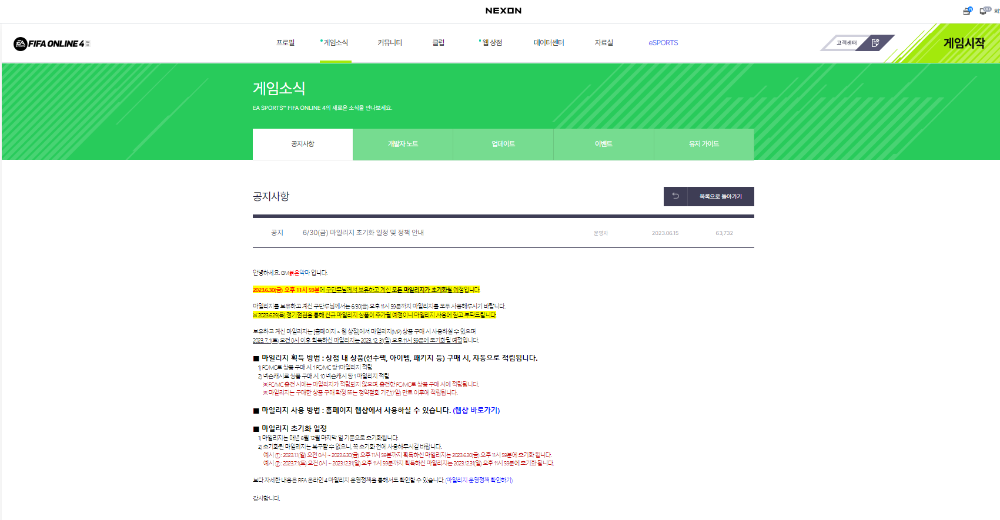 NEXON
N
OFF
EA SPORTS FIFA ONLINE 4
프로필 게임소식 커뮤니티 클럽 웹 상점 데이터센터 자료실 eSPORTS
고객센터
게임시작
게임소식
EA SPORTS™ FIFA ONLINE 4의 새로운 소식을 만나보세요.
공지사항 개발자 노트 업데이트 이벤트 유저 가이드
공지사항
목록으로 돌아가기
공지 6/30(금) 마일리지 초기화 일정 및 정책 안내 운영자 2023.06.15 63,732
안녕하세요. GM붉은악마 입니다.
2023.6.30(금) 오후 11시 59분에 구단주님께서 보유하고 계신 모든 마일리지가 초기화될 예정입니다.
마일리지를 보유하고 계신 구단주님께서는 6/30(금) 오후 11시 59분까지 마일리지를 모두 사용해주시기 바랍니다.
※ 2023.6.29(목) 정기점검을 통해 신규 마일리지 상품이 추가될 예정이니 마일리지 사용에 참고 부탁드립니다.
보유하고 계신 마일리지는 [홈페이지 > 웹 상점]에서 마일리지(MP) 상품 구매 시 사용하실 수 있으며
2023. 7. 1(토) 오전 0시 이후 획득하신 마일리지는 2023. 12. 31(일) 오후 11시 59분에 초기화될 예정입니다.
■ 마일리지 획득 방법 : 상점 내 상품(선수팩, 아이템, 패키지 등) 구매 시, 자동으로 적립됩니다.
1) FC/MC로 상품 구매 시, 1 FC/MC 당 1마일리지 적립
2) 넥슨캐시로 상품 구매 시, 10 넥슨캐시 당 1 마일리지 적립
※ FC/MC 충전 시에는 마일리지가 적립되지 않으며, 충전한 FC/MC로 상품 구매 시에 적립됩니다.
※ 마일리지는 구매한 상품 구매 확정 또는 청약철회 기간(7일) 만료 이후에 적립됩니다.
■ 마일리지 사용 방법 : 홈페이지 웹샵에서 사용하실 수 있습니다. (웹샵 바로가기)
■ 마일리지 초기화 일정
1) 마일리지는 매년 6월, 12월 마지막 일 기준으로 초기화됩니다.
2) 초기화된 마일리지는 복구할 수 없으니, 꼭 초기화 전에 사용해주시길 바랍니다.
예시 ① : 2023.1.1(일) 오전 0시 ~ 2023.6.30(금) 오후 11시 59분까지 획득하신 마일리지는 2023.6.30(금) 오후 11시 59분에 초기화 됩니다.
예시 ② : 2023.7.1(토) 오전 0시 ~ 2023.12.31(일) 오후 11시 59분까지 획득하신 마일리지는 2023.12.31(일) 오후 11시 59분에 초기화 됩니다.
보다 자세한 내용은 FIFA 온라인 4 마일리지 운영정책을 통해서도 확인할 수 있습니다. (마일리지 운영정책 확인하기)
감사합니다.